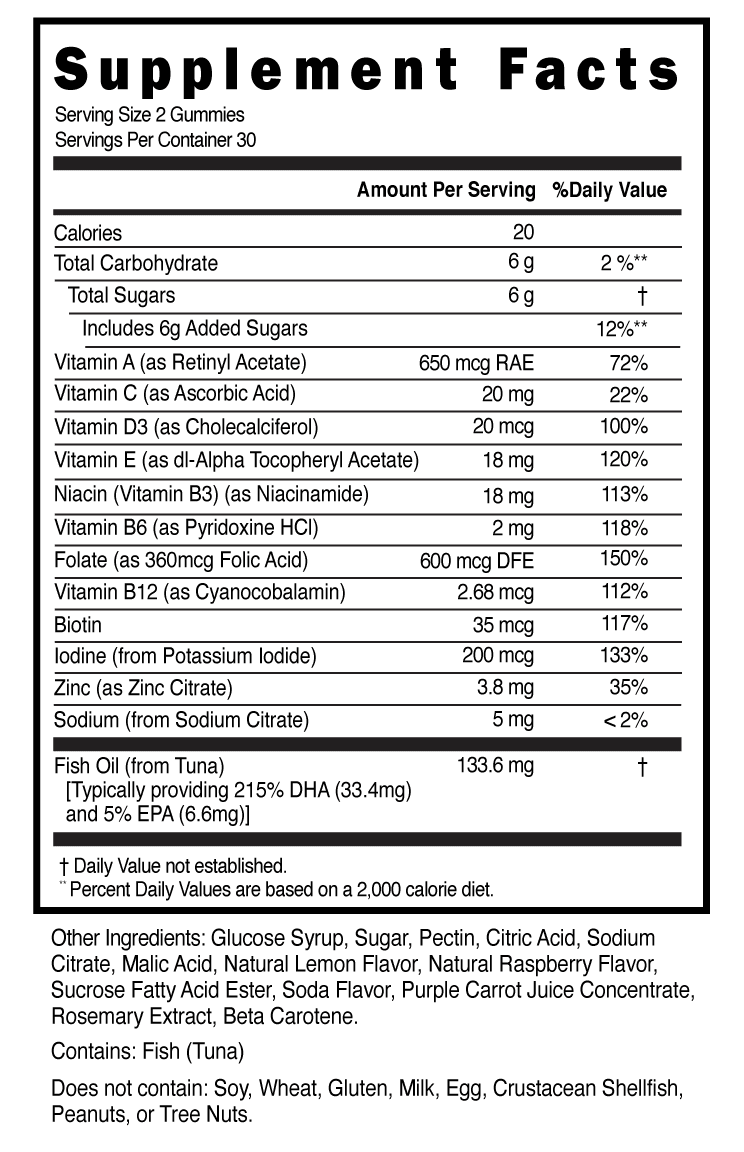 Supplement Facts
Serving Size 2 Gummies
Servings Per Container 30
Amount Per Serving %Daily Value
Calories 20
Total Carbohydrate 6 g 2 %**
Total Sugars 6 g †
Includes 6g Added Sugars 12%**
Vitamin A (as Retinyl Acetate) 650 mcg RAE 72%
Vitamin C (as Ascorbic Acid) 20 mg 22%
Vitamin D3 (as Cholecalciferol) 20 mcg 100%
Vitamin E (as dl-Alpha Tocopheryl Acetate) 18 mg 120%
Niacin (Vitamin B3) (as Niacinamide) 18 mg 113%
Vitamin B6 (as Pyridoxine HCl) 2 mg 118%
Folate (as 360mcg Folic Acid) 600 mcg DFE 150%
Vitamin B12 (as Cyanocobalamin) 2.68 mcg 112%
Biotin 35 mcg 117%
Iodine (from Potassium Iodide) 200 mcg 133%
Zinc (as Zinc Citrate) 3.8 mg 35%
Sodium (from Sodium Citrate) 5 mg < 2%
Fish Oil (from Tuna) 133.6 mg †
[Typically providing 215% DHA (33.4mg)
and 5% EPA (6.6mg)]
† Daily Value not established.
** Percent Daily Values are based on a 2,000 calorie diet.
Other Ingredients: Glucose Syrup, Sugar, Pectin, Citric Acid, Sodium
Citrate, Malic Acid, Natural Lemon Flavor, Natural Raspberry Flavor,
Sucrose Fatty Acid Ester, Soda Flavor, Purple Carrot Juice Concentrate,
Rosemary Extract, Beta Carotene.
Contains: Fish (Tuna)
Does not contain: Soy, Wheat, Gluten, Milk, Egg, Crustacean Shellfish,
Peanuts, or Tree Nuts.